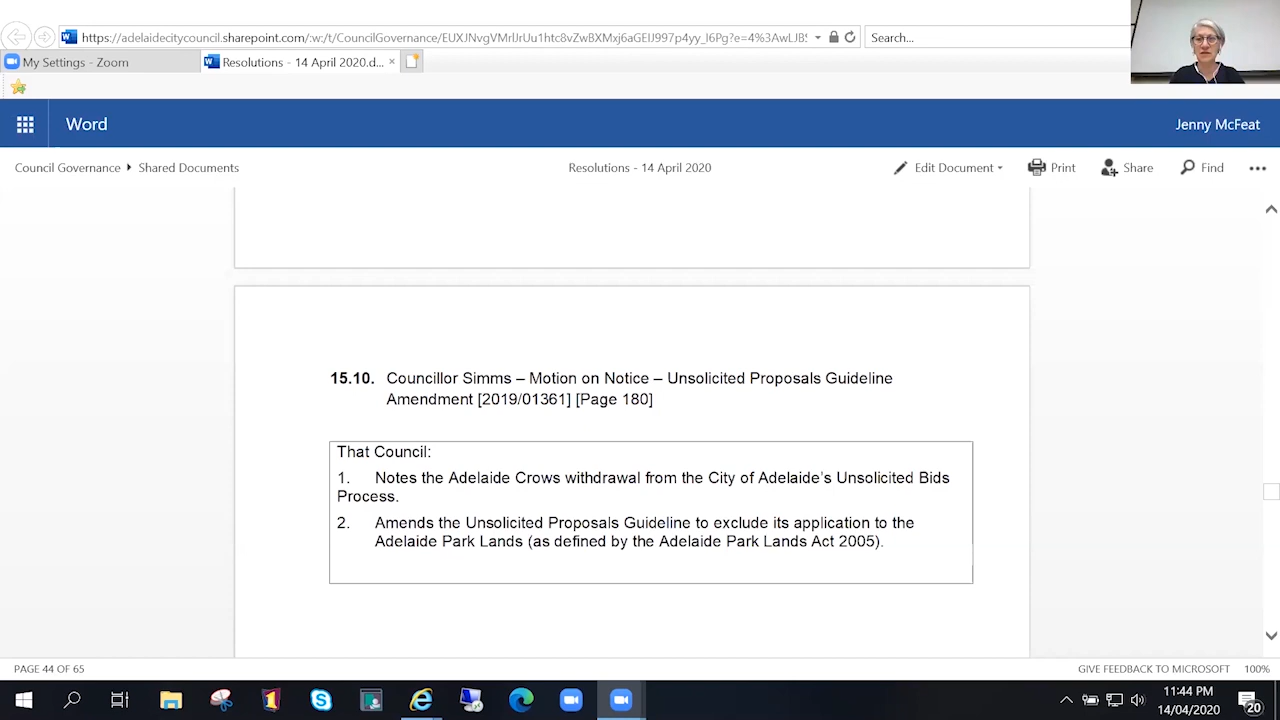 https://adelaidecitycouncil.sharepoint.com/:w:/t/CouncilGovernance/
Search...
My Settings - Zoom
Resolutions - 14 April 2020.d...
Word
Jenny McFeat
Council Governance
Shared Documents
Resolutions - 14 April 2020
Edit Document
Print
Share
Find
15.10. Councillor Simms – Motion on Notice – Unsolicited Proposals Guideline
Amendment [2019/01361] [Page 180]
That Council:
1. Notes the Adelaide Crows withdrawal from the City of Adelaide's Unsolicited Bids
Process.
2. Amends the Unsolicited Proposals Guideline to exclude its application to the
Adelaide Park Lands (as defined by the Adelaide Park Lands Act 2005).
PAGE 44 OF 65
GIVE FEEDBACK TO MICROSOFT
100%
11:44 PM
14/04/2020
20